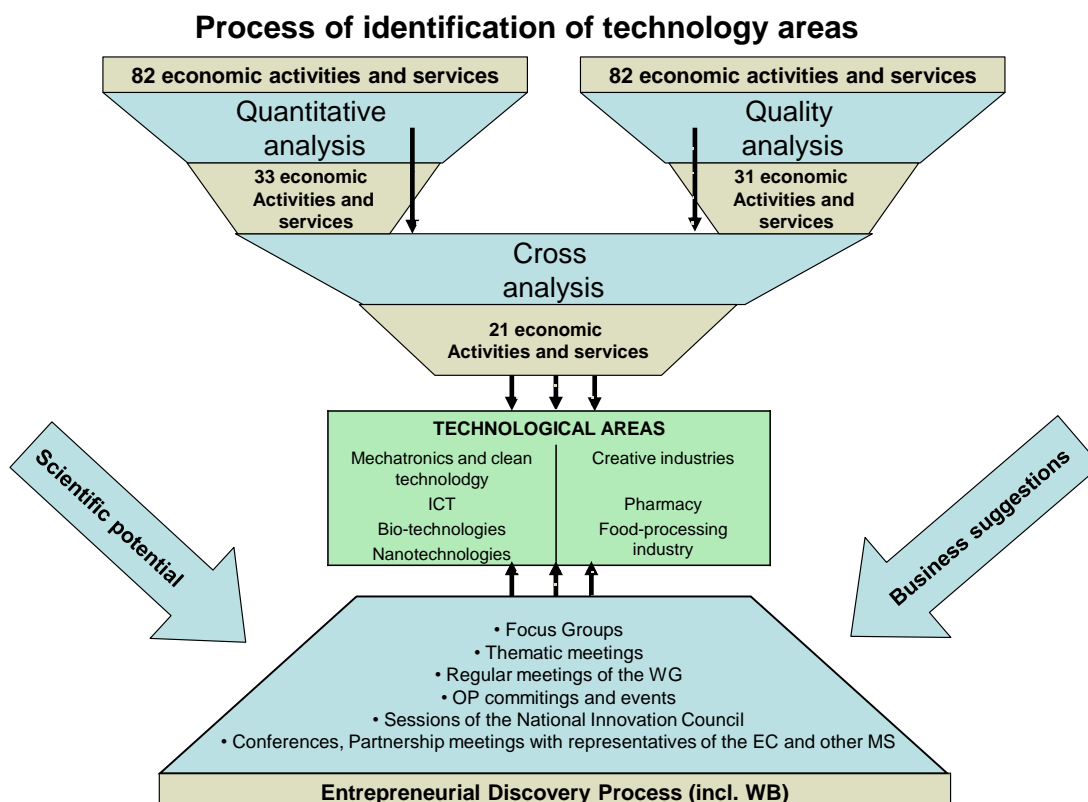 Process of identification of technology areas
82 economic activities and services
82 economic activities and services
Quantitative
analysis
Quality
analysis
33 economic
Activities and
services
31 economic
Activities and
services
Cross
analysis
21 economic
Activities and services
TECHNOLOGICAL AREAS
Mechatronics and clean
technolodgy
ICT
Bio-technologies
Nanotechnologies
Creative industries
Pharmacy
Food-processing
industry
Scientific potential
Business suggestions
• Focus Groups
• Thematic meetings
• Regular meetings of the WG
• OP commitings and events
• Sessions of the National Innovation Council
• Conferences, Partnership meetings with representatives of the EC and other MS
Entrepreneurial Discovery Process (incl. WB)